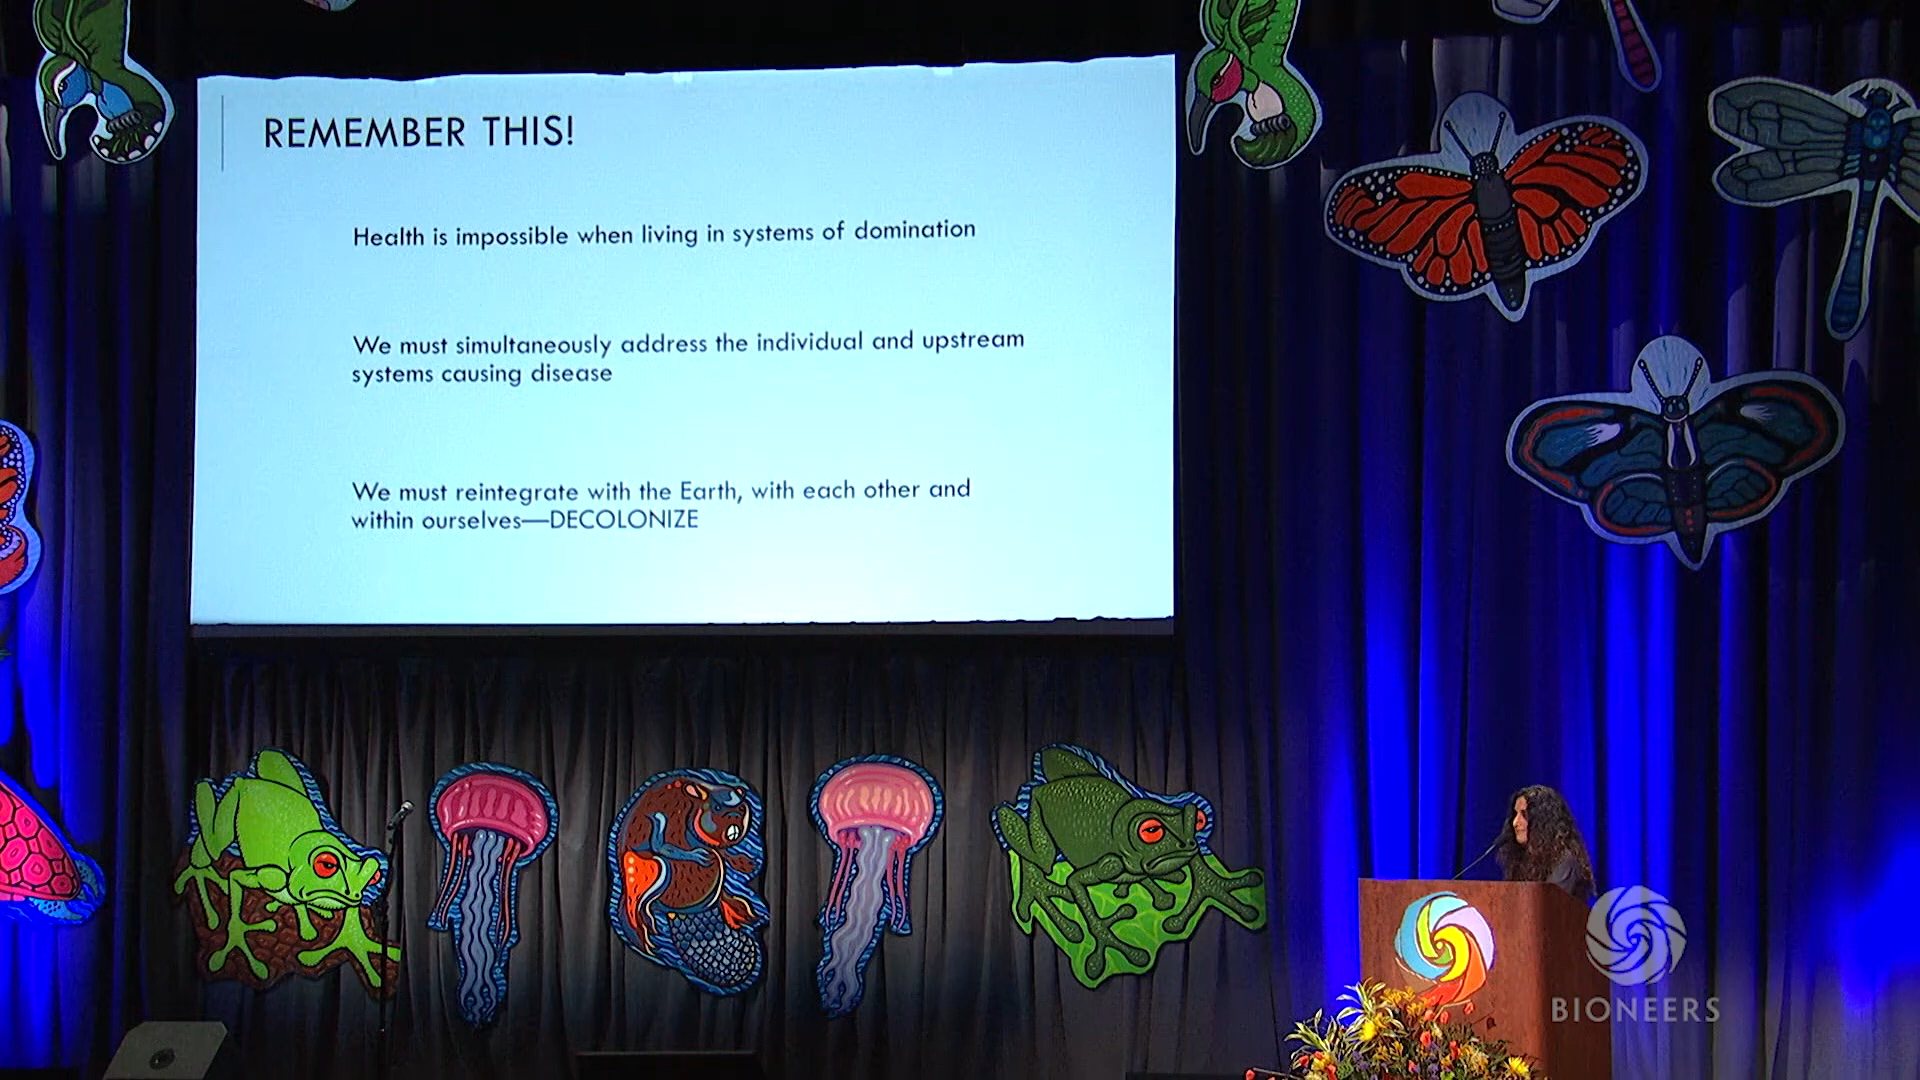 REMEMBER THIS!
Health is impossible when living in systems of domination
We must simultaneously address the individual and upstream
systems causing disease
We must reintegrate with the Earth, with each other and
within ourselves—DECOLONIZE
BIONEERS